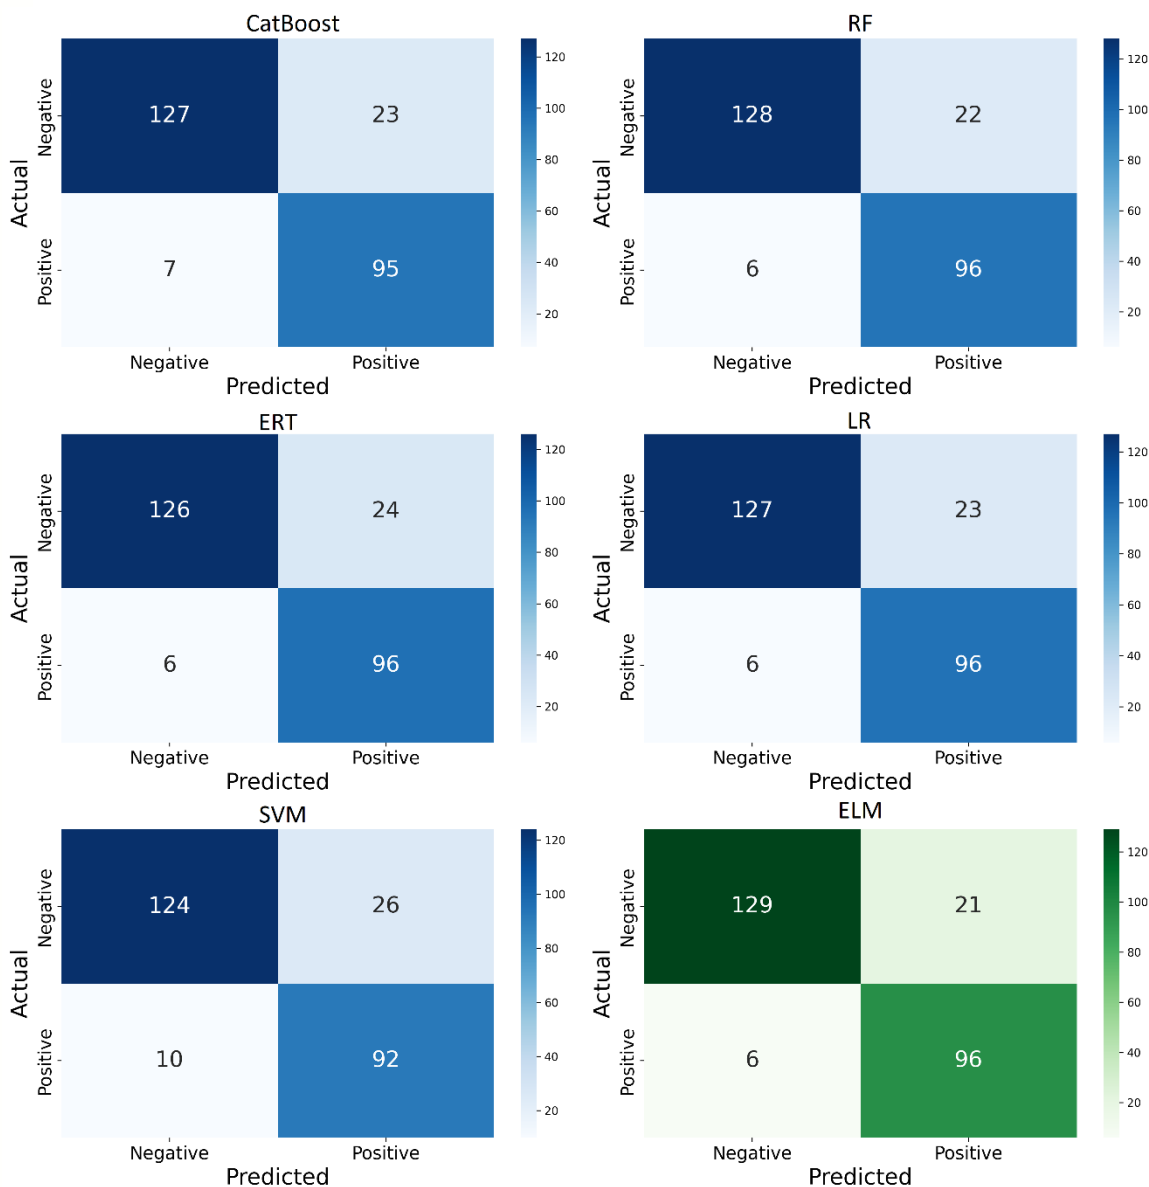 CatBoost
Actual
Negative
Positive
127 23
7 95
Negative Positive
Predicted
120
100
80
60
40
20
RF
Actual
Negative
Positive
128 22
6 96
Negative Positive
Predicted
120
100
80
60
40
20
ERT
Actual
Negative
Positive
126 24
6 96
Negative Positive
Predicted
120
100
80
60
40
20
LR
Actual
Negative
Positive
127 23
6 96
Negative Positive
Predicted
120
100
80
60
40
20
SVM
Actual
Negative
Positive
124 26
10 92
Negative Positive
Predicted
120
100
80
60
40
20
ELM
Actual
Negative
Positive
129 21
6 96
Negative Positive
Predicted
120
100
80
60
40
20